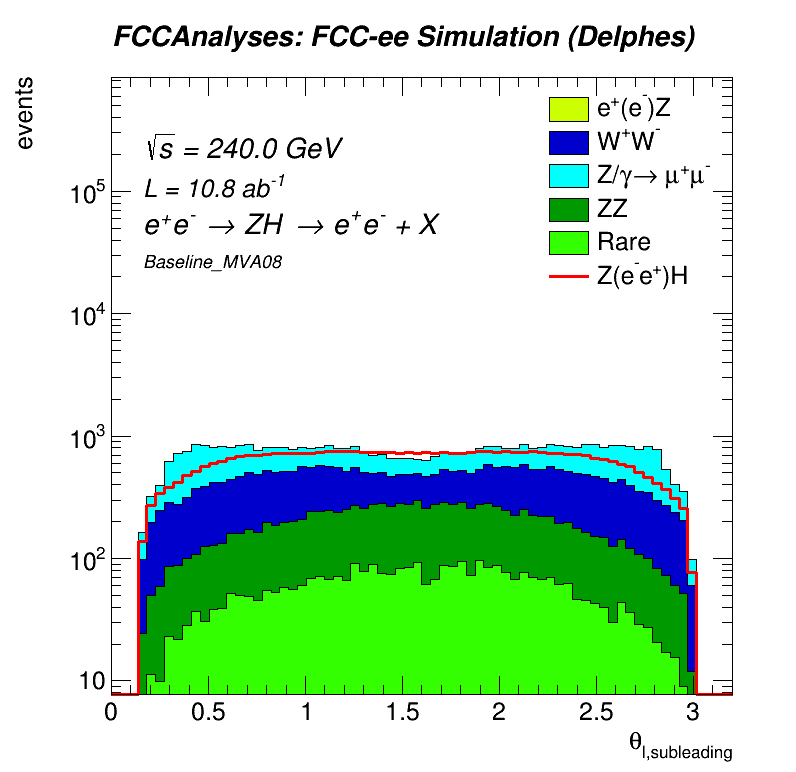 FCCAnalyses: FCC-ee Simulation (Delphes)
events
√s = 240.0 GeV
L = 10.8 ab⁻¹
e⁺e⁻ → ZH → e⁺e⁻ + X
Baseline_MVA08
e⁺(e⁻)Z
W⁺W⁻
Z/γ→ μ⁺μ⁻
ZZ
Rare
Z(e⁻e⁺)H
10⁵
10⁴
10³
10²
10
0 0.5 1 1.5 2 2.5 3
θ_l,subleading